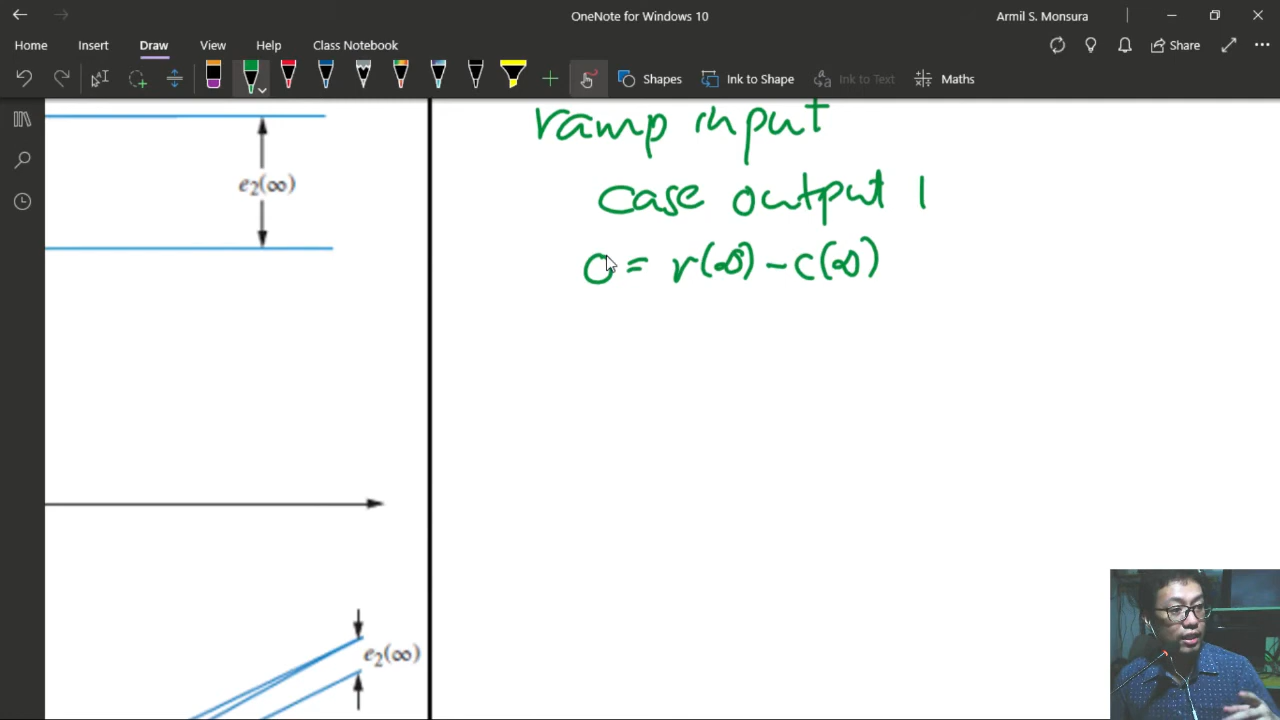 OneNote for Windows 10
Armil S. Monsura
Home Insert Draw View Help Class Notebook
Share
Shapes
Ink to Shape
Ink to Text
Maths
e₂(∞)
ramp input
case output 1
0 = r(∞) - c(∞)
e₂(∞)